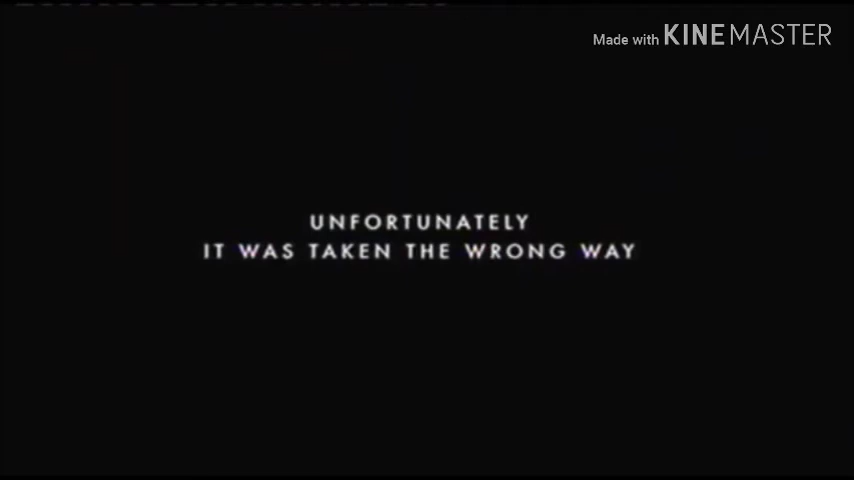 Made with KINEMASTER
UNFORTUNATELY
IT WAS TAKEN THE WRONG WAY